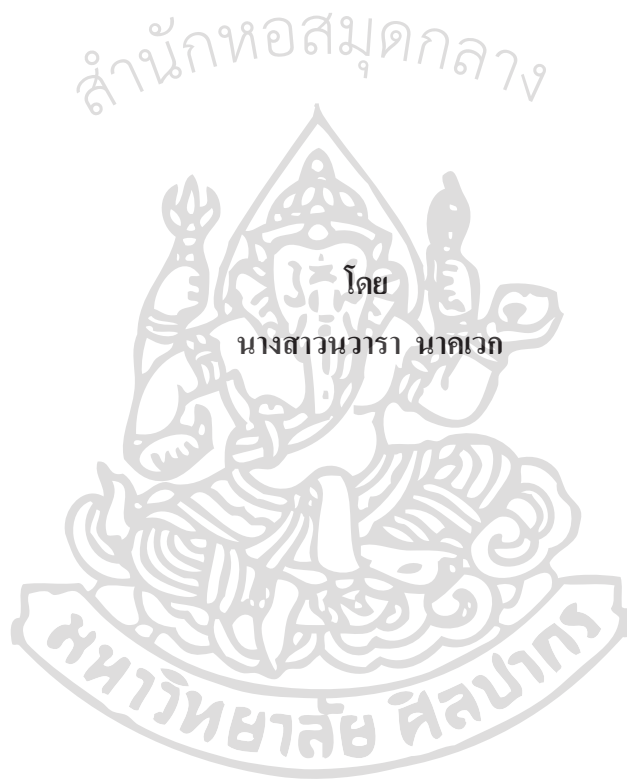 สำนักหอสมุดกลาง
โดย
นางสาวนวารา นาคเวก
มหาวิทยาลัย ศิลปากร